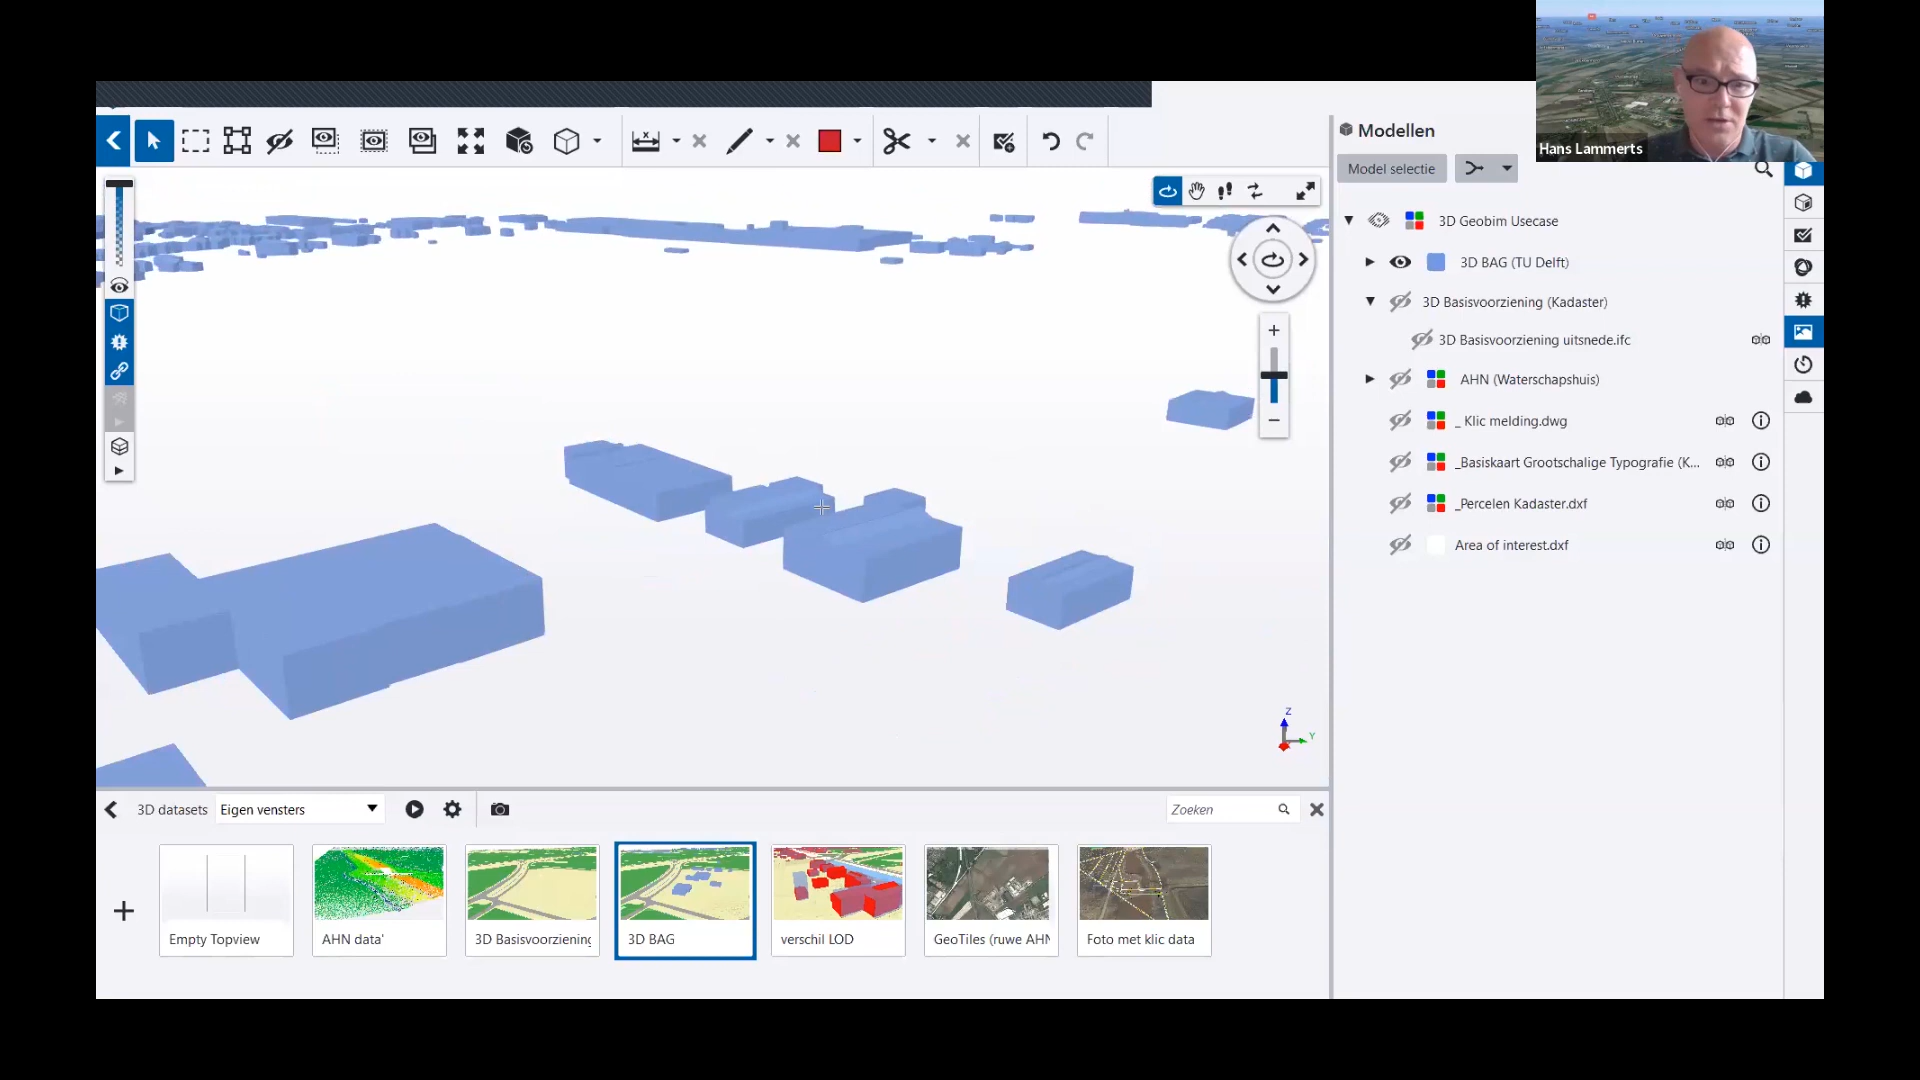 Hans Lammerts
Modellen
Model selectie
3D Geobim Usecase
3D BAG (TU Delft)
3D Basisvoorziening (Kadaster)
3D Basisvoorziening uitsnede.ifc
AHN (Waterschapshuis)
_ Klic melding.dwg
_Basiskaart Grootschalige Typografie (K...
_Percelen Kadaster.dxf
Area of interest.dxf
Z
Y
3D datasets
Eigen vensters
Zoeken
Empty Topview
AHN data'
3D Basisvoorziening
3D BAG
verschil LOD
GeoTiles (ruwe AHN
Foto met klic data